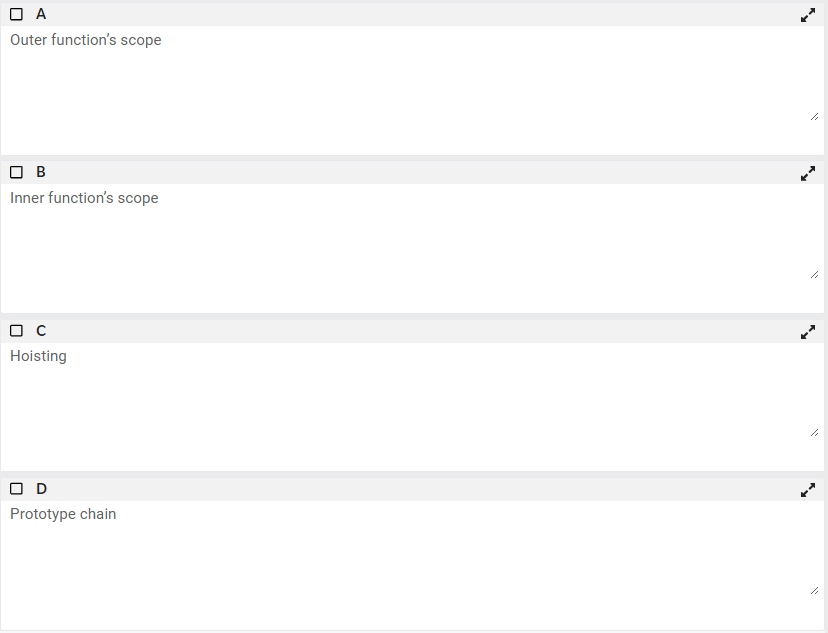 A
Outer function’s scope
B
Inner function’s scope
C
Hoisting
D
Prototype chain